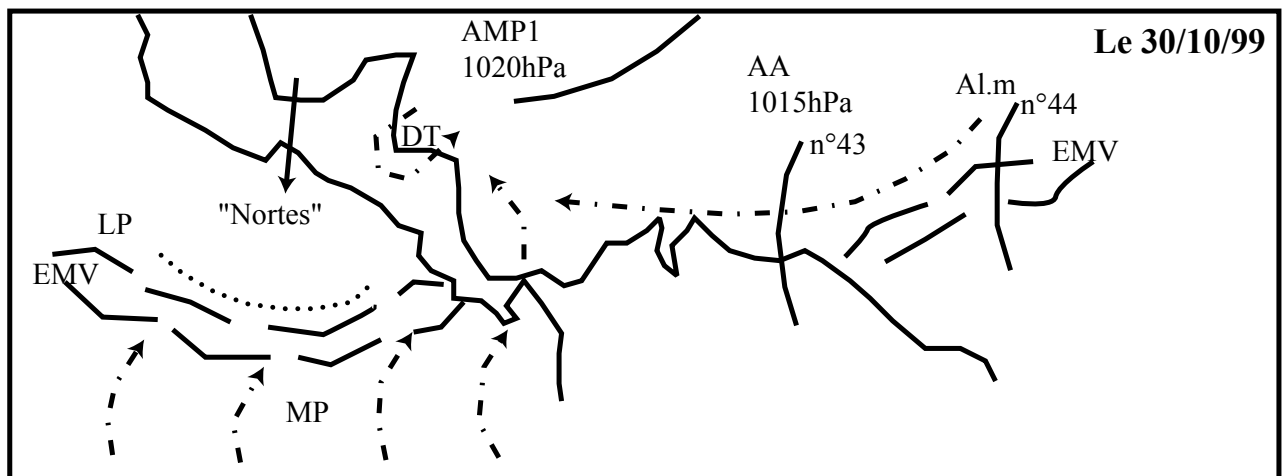 Le 30/10/99
AMP1
1020hPa
AA
1015hPa
Al.m
n°44
n°43
DT
EMV
"Nortes"
LP
EMV
MP